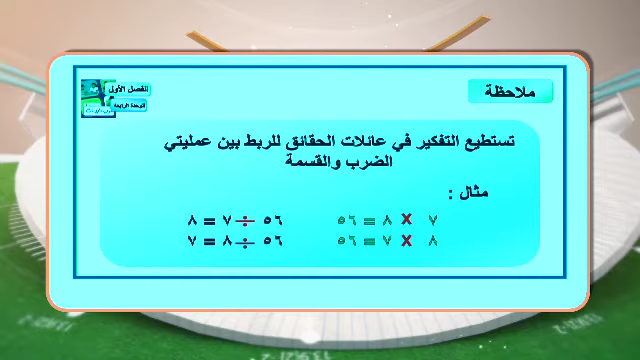 ملاحظة
الفصل الأول
الوحدة الرابعة
تستطيع التفكير في عائلات الحقائق للربط بين عمليتي
الضرب والقسمة
مثال :
٧ X ٨ = ٥٦
٥٦ ÷ ٧ = ٨
٨ X ٧ = ٥٦
٥٦ ÷ ٨ = ٧